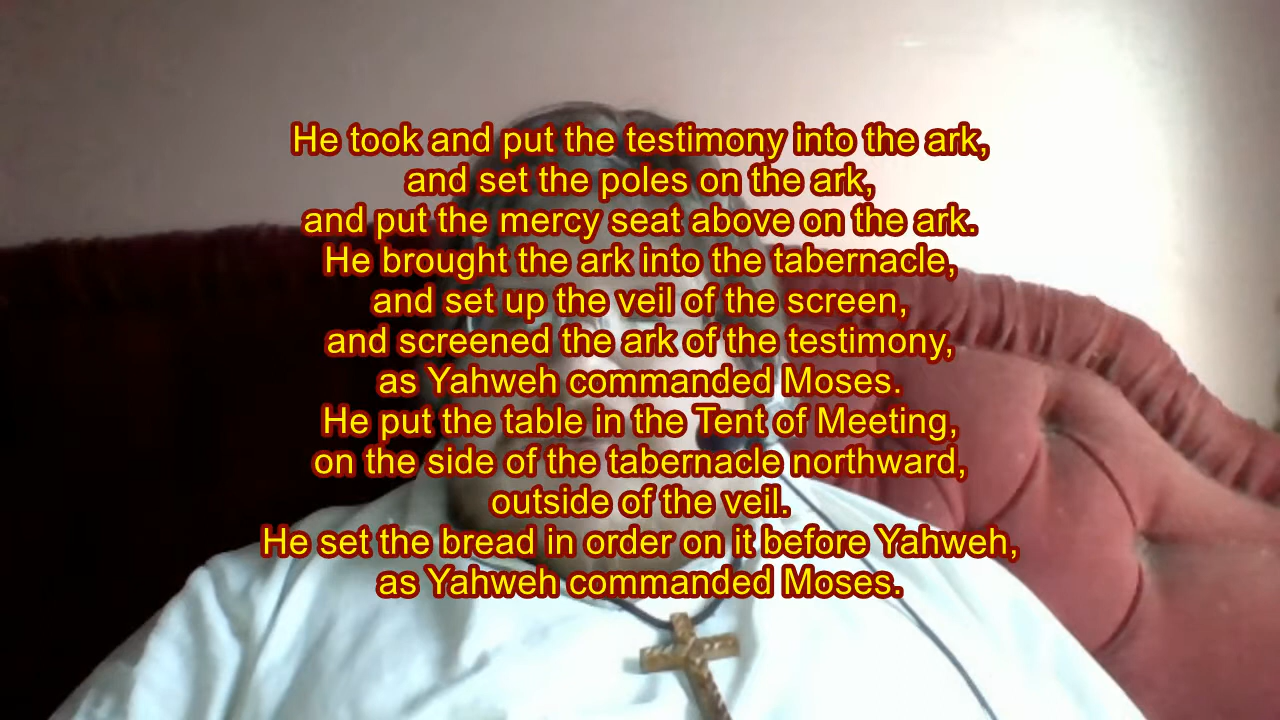 He took and put the testimony into the ark,
and set the poles on the ark,
and put the mercy seat above on the ark.
He brought the ark into the tabernacle,
and set up the veil of the screen,
and screened the ark of the testimony,
as Yahweh commanded Moses.
He put the table in the Tent of Meeting,
on the side of the tabernacle northward,
outside of the veil.
He set the bread in order on it before Yahweh,
as Yahweh commanded Moses.